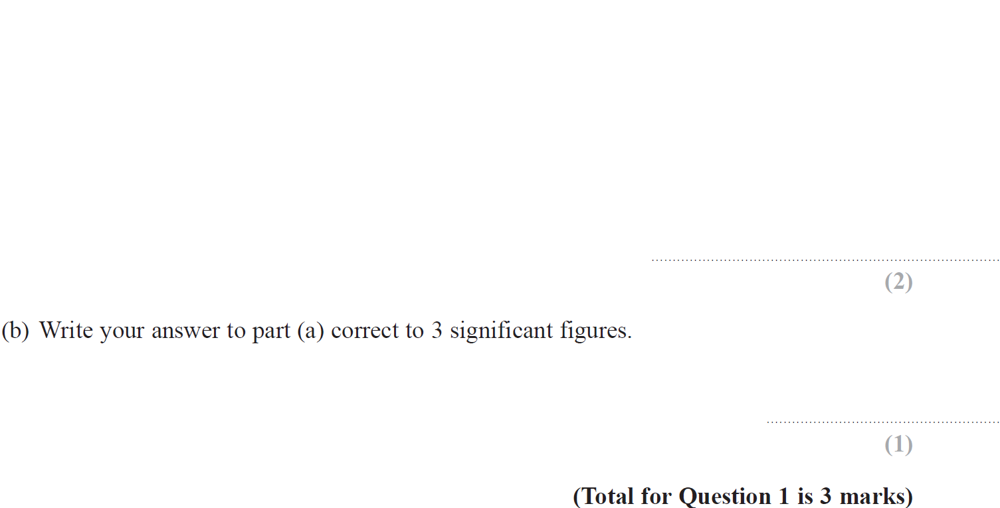 (2)
(b) Write your answer to part (a) correct to 3 significant figures.
(1)
(Total for Question 1 is 3 marks)